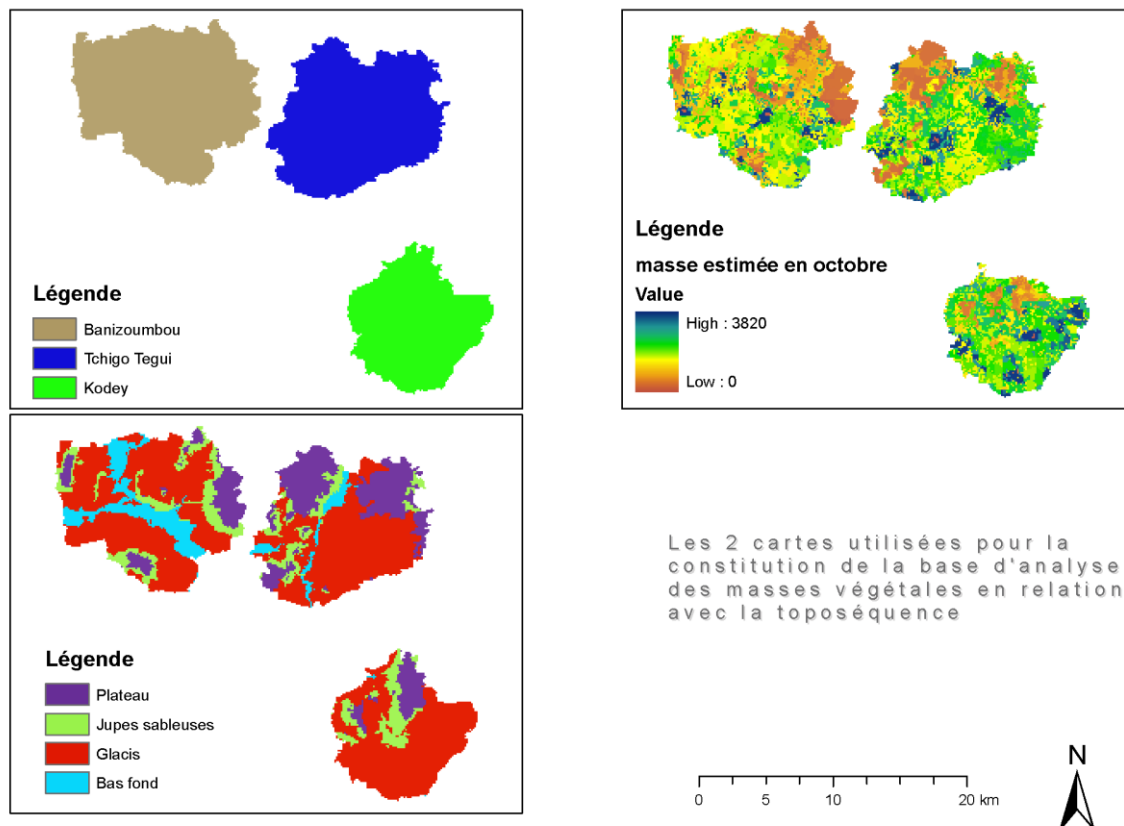 Légende
Banizoumbou
Tchigo Tegui
Kodey
Légende
masse estimée en octobre
Value
High : 3820
Low : 0
Légende
Plateau
Jupes sableuses
Glacis
Bas fond
Les 2 cartes utilisées pour la
constitution de la base d'analyse
des masses végétales en relation
avec la toposéquence
0 5 10 20 km
N